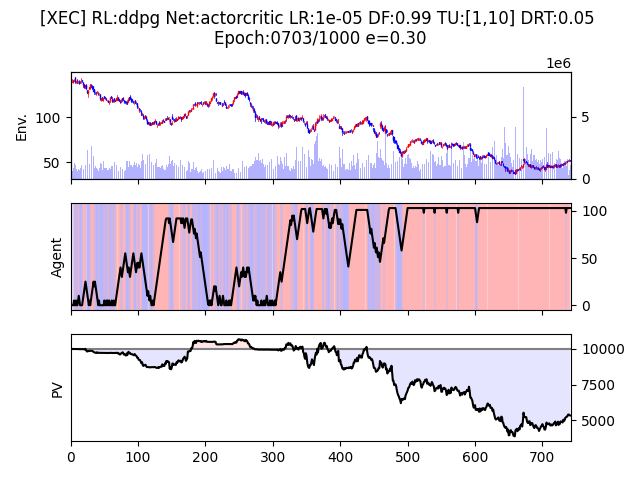 [XEC] RL:ddpg Net:actorcritic LR:1e-05 DF:0.99 TU:[1,10] DRT:0.05
Epoch:0703/1000 e=0.30
1e6
Env.
100
50
5
0
Agent
100
50
0
PV
10000
7500
5000
0 100 200 300 400 500 600 700